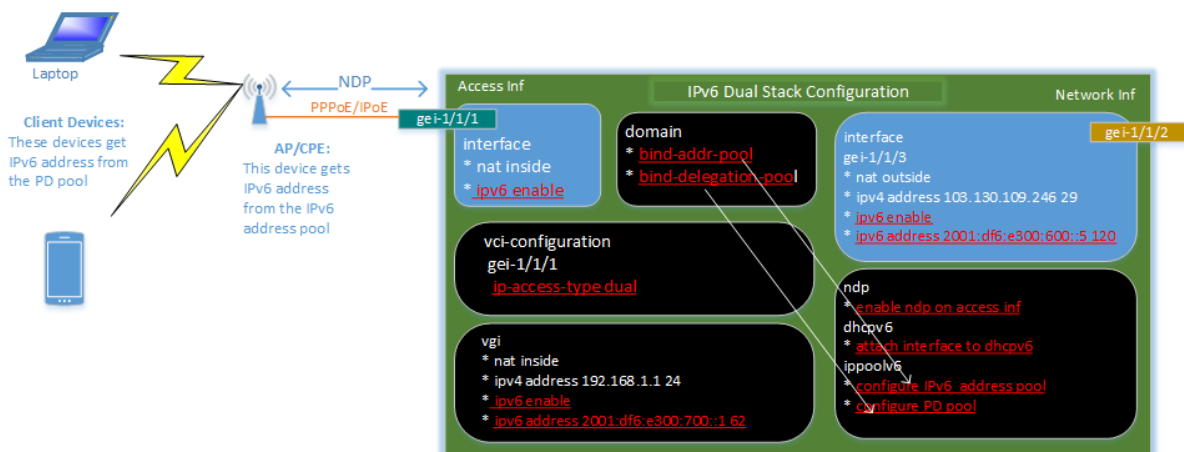 Laptop
Client Devices:
These devices get
IPv6 address from
the PD pool
NDP
PPPoE/IPoE
AP/CPE:
This device gets
IPv6 address
from the IPv6
address pool
Access Inf
IPv6 Dual Stack Configuration
Network Inf
gei-1/1/1
interface
* nat inside
* ipv6 enable
domain
* bind-addr-pool
* bind-delegation-pool
gei-1/1/2
interface
gei-1/1/3
* nat outside
* ipv4 address 103.130.109.246 29
* ipv6 enable
* ipv6 address 2001:df6:e300:600::5 120
vci-configuration
gei-1/1/1
ip-access-type dual
vgi
* nat inside
* ipv4 address 192.168.1.1 24
* ipv6 enable
* ipv6 address 2001:df6:e300:700::1 62
ndp
* enable ndp on access inf
dhcpv6
* attach interface to dhcpv6
ippoolv6
* configure IPv6 address pool
* configure PD pool